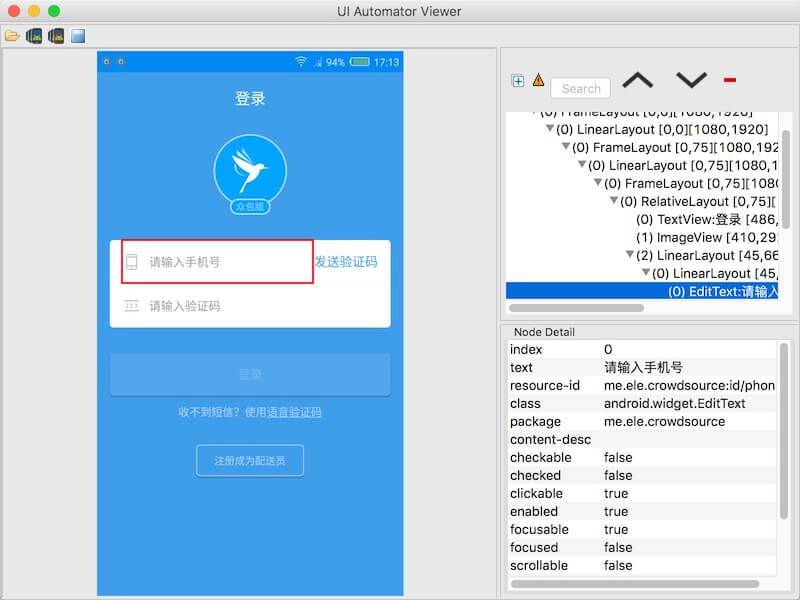 UI Automator Viewer
94%
17:13
登录
众包版
请输入手机号
发送验证码
123
请输入验证码
登录
收不到短信？使用语音验证码
注册成为配送员
Search
(0) FrameLayout [0,0][1080,1920]
(0) LinearLayout [0,0][1080,1920]
(0) FrameLayout [0,75][1080,192
(0) LinearLayout [0,75][1080,1
(0) FrameLayout [0,75][1080
(0) RelativeLayout [0,75][
(0) TextView:登录 [486,
(1) ImageView [410,29
(2) LinearLayout [45,66
(0) LinearLayout [45,
(0) EditText:请输入
Node Detail
index 0
text 请输入手机号
resource-id me.ele.crowdsource:id/phon
class android.widget.EditText
package me.ele.crowdsource
content-desc
checkable false
checked false
clickable true
enabled true
focusable true
focused false
scrollable false